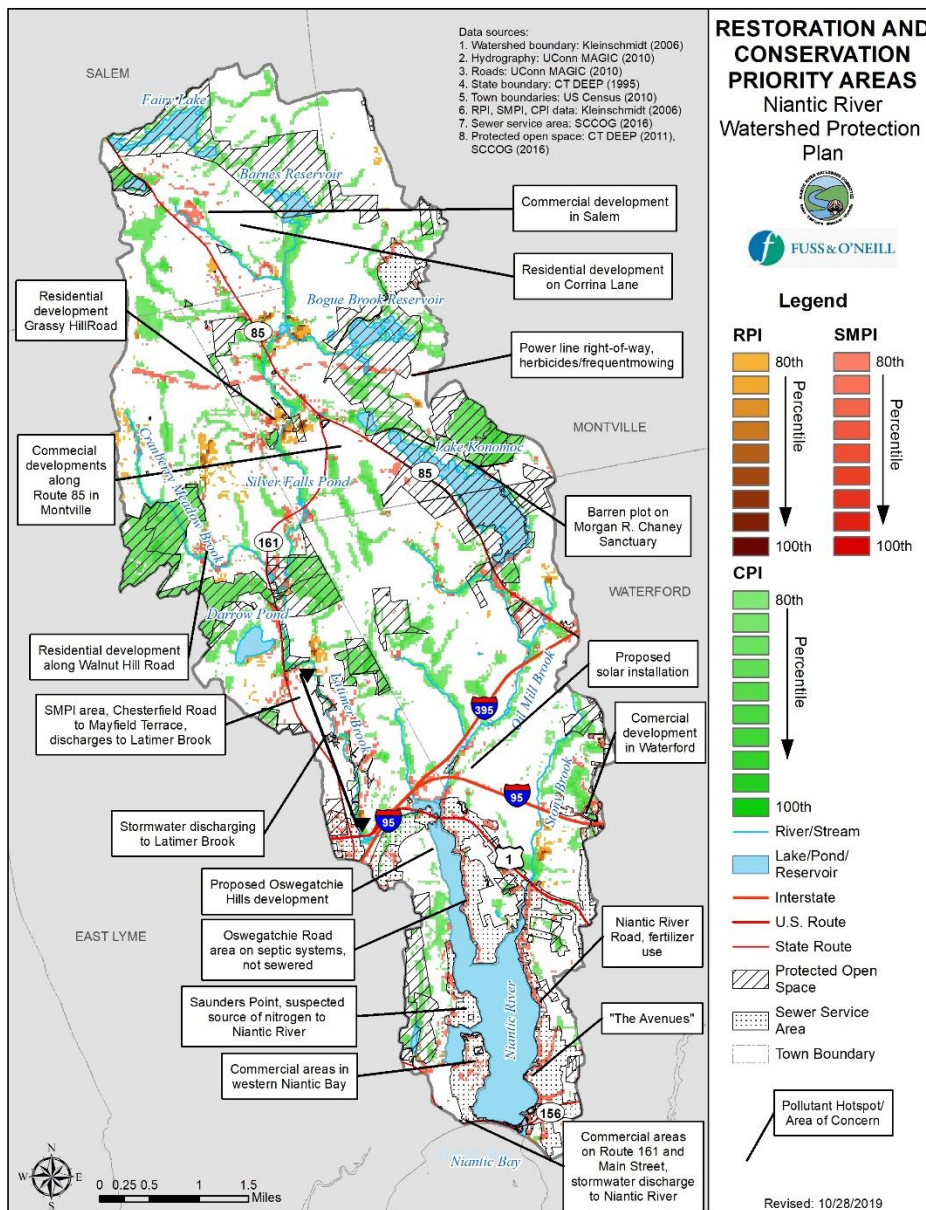 RESTORATION AND
CONSERVATION
PRIORITY AREAS
Niantic River
Watershed Protection
Plan
FUSS & O'NEILL
Data sources:
1. Watershed boundary: Kleinschmidt (2006)
2. Hydrography: UConn MAGIC (2010)
3. Roads: UConn MAGIC (2010)
4. State boundary: CT DEEP (1995)
5. Town boundaries: US Census (2010)
6. RPI, SMPI, CPI data: Kleinschmidt (2006)
7. Sewer service area: SCCOG (2016)
8. Protected open space: CT DEEP (2011),
SCCOG (2016)
SALEM
Fairy Lake
Barnes Reservoir
Commercial development
in Salem
Residential development
on Corrina Lane
Residential
development
Grassy HillRoad
Bogue Brook Reservoir
85
Power line right-of-way,
herbicides/frequentmowing
MONTVILLE
Commecial
developments
along
Route 85 in
Montville
Cranberry Meadow Brook
Silver Falls Pond
Lake Konomoc
85
Barren plot on
Morgan R. Chaney
Sanctuary
161
WATERFORD
Darrow Pond
Residential development
along Walnut Hill Road
SMPI area, Chesterfield Road
to Mayfield Terrace,
discharges to Latimer Brook
Latimer Brook
Proposed
solar installation
395
Oil Mill Brook
Comercial
development
in Waterford
Stony Brook
95
95
Stormwater discharging
to Latimer Brook
1
Proposed Oswegatchie
Hills development
EAST LYME
Oswegatchie Road
area on septic systems,
not sewered
Niantic River
Road, fertilizer
use
Saunders Point, suspected
source of nitrogen to
Niantic River
Niantic River
"The Avenues"
Commercial areas in
western Niantic Bay
156
Commercial areas
on Route 161 and
Main Street,
stormwater discharge
to Niantic River
Niantic Bay
N
W E
S
0 0.25 0.5 1 1.5
Miles
Legend
RPI
80th
Percentile
100th
SMPI
80th
Percentile
100th
CPI
80th
Percentile
100th
River/Stream
Lake/Pond/
Reservoir
Interstate
U.S. Route
State Route
Protected Open
Space
Sewer Service
Area
Town Boundary
Pollutant Hotspot/
Area of Concern
Revised: 10/28/2019